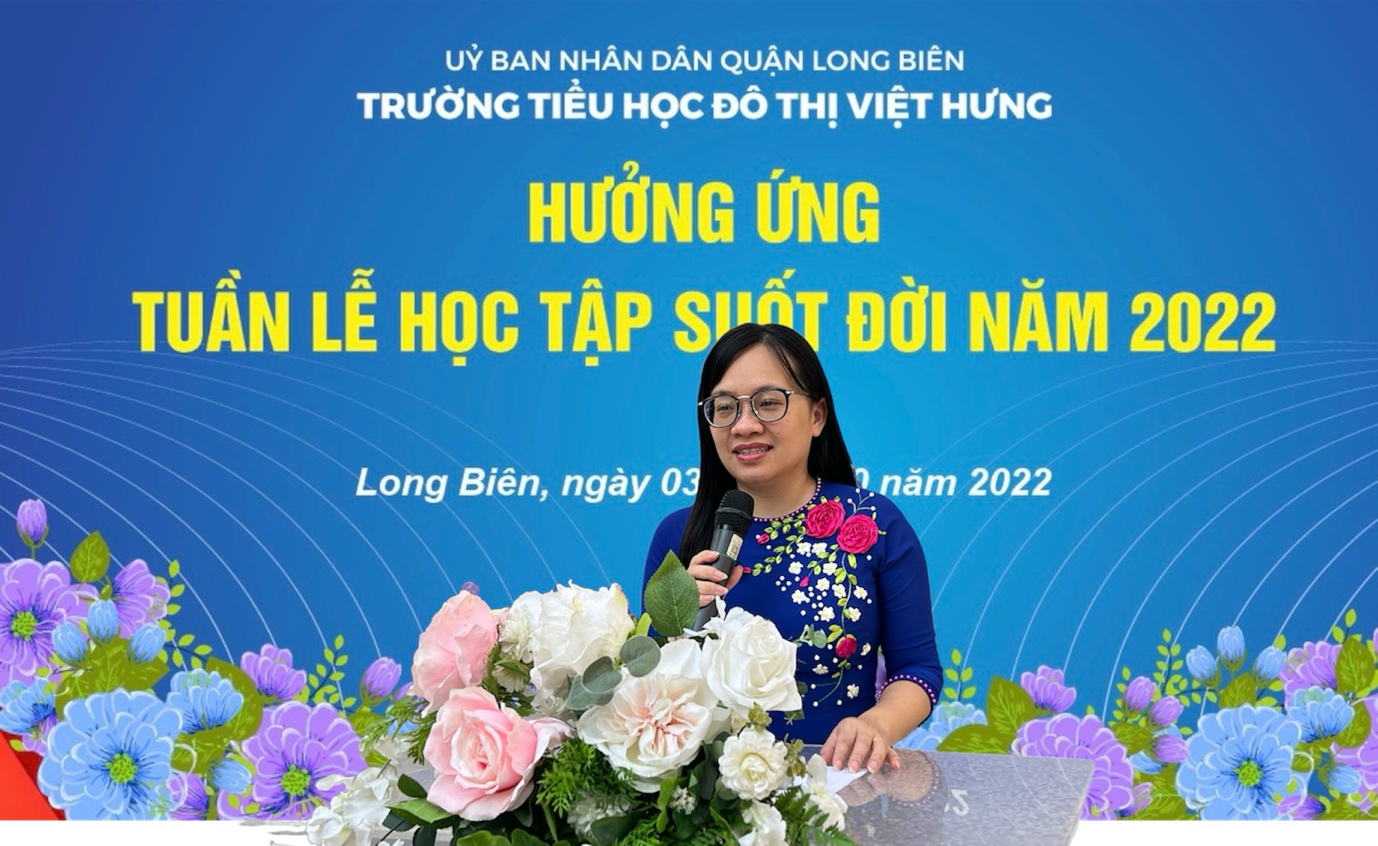 UỶ BAN NHÂN DÂN QUẬN LONG BIÊN
TRƯỜNG TIỂU HỌC ĐÔ THỊ VIỆT HƯNG
HƯỞNG ỨNG
TUẦN LỄ HỌC TẬP SUỐT ĐỜI NĂM 2022
Long Biên, ngày 03 năm 2022